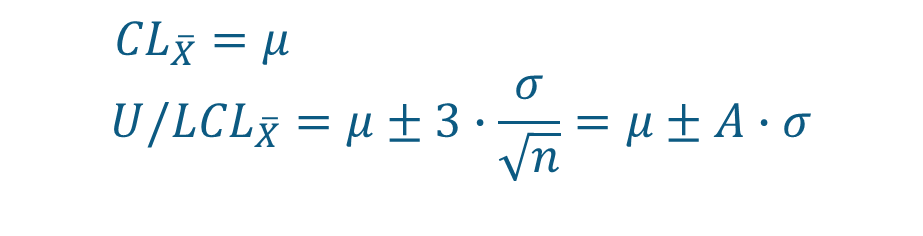 CL_X̄ = μ
U/LCL_X̄ = μ ± 3 · σ/√n = μ ± A · σ